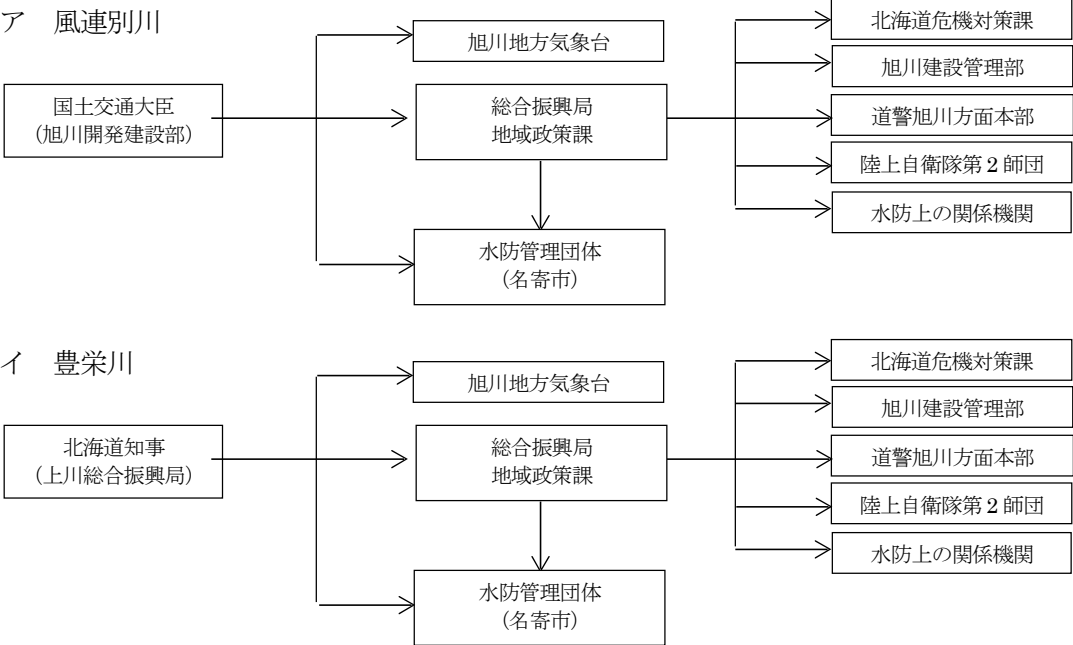 ア 風連別川
国土交通大臣
(旭川開発建設部)
旭川地方気象台
総合振興局
地域政策課
水防管理団体
(名寄市)
北海道危機対策課
旭川建設管理部
道警旭川方面本部
陸上自衛隊第2師団
水防上の関係機関
イ 豊栄川
北海道知事
(上川総合振興局)
旭川地方気象台
総合振興局
地域政策課
水防管理団体
(名寄市)
北海道危機対策課
旭川建設管理部
道警旭川方面本部
陸上自衛隊第2師団
水防上の関係機関